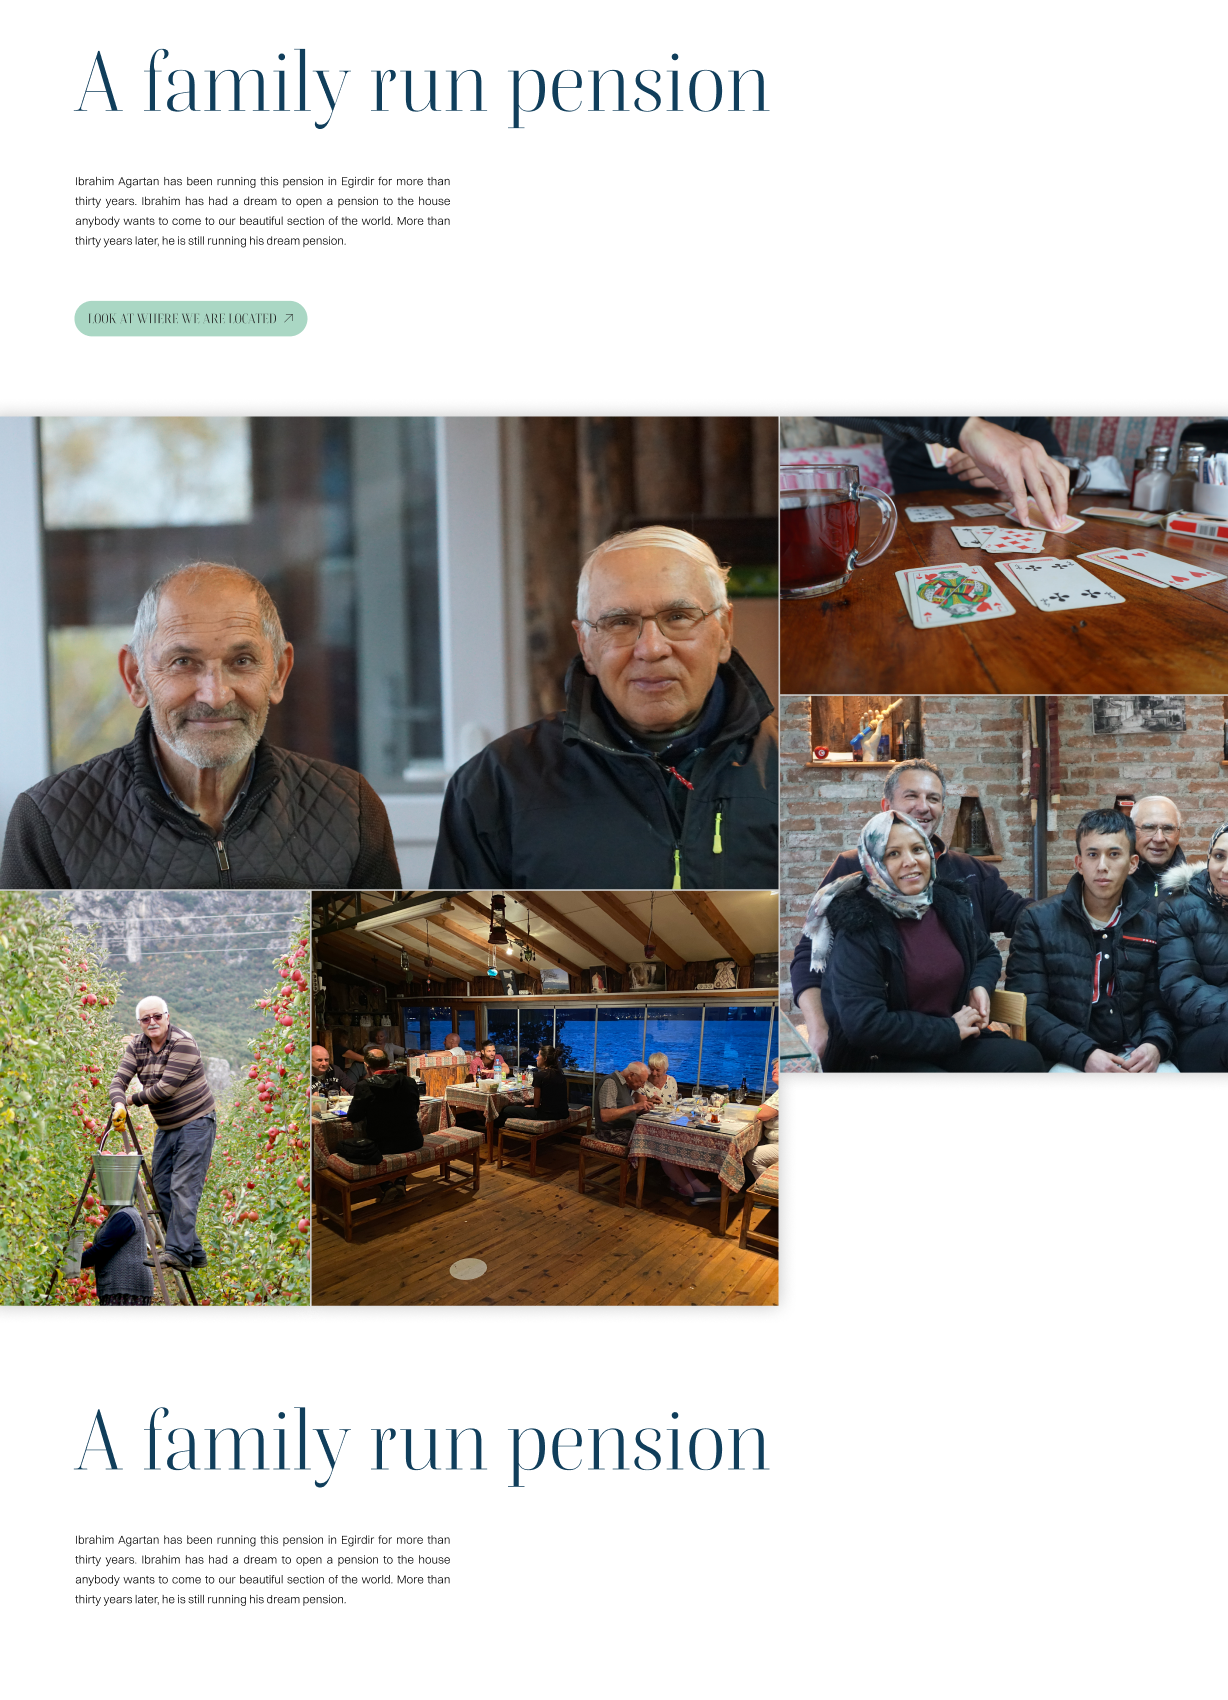 A family run pension
Ibrahim Agartan has been running this pension in Egirdir for more than
thirty years. Ibrahim has had a dream to open a pension to the house
anybody wants to come to our beautiful section of the world. More than
thirty years later, he is still running his dream pension.
LOOK AT WHERE WE ARE LOCATED
A family run pension
Ibrahim Agartan has been running this pension in Egirdir for more than
thirty years. Ibrahim has had a dream to open a pension to the house
anybody wants to come to our beautiful section of the world. More than
thirty years later, he is still running his dream pension.